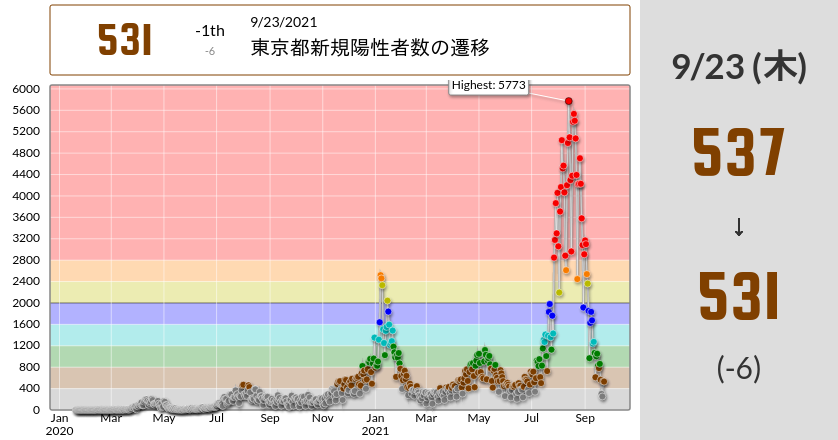 531
-1th
-6
9/23/2021
東京都新規陽性者数の遷移
Highest: 5773
6000
5600
5200
4800
4400
4000
3600
3200
2800
2400
2000
1600
1200
800
400
0
Jan
2020
Mar
May
Jul
Sep
Nov
Jan
2021
Mar
May
Jul
Sep
9/23 (木)
537
↓
531
(-6)